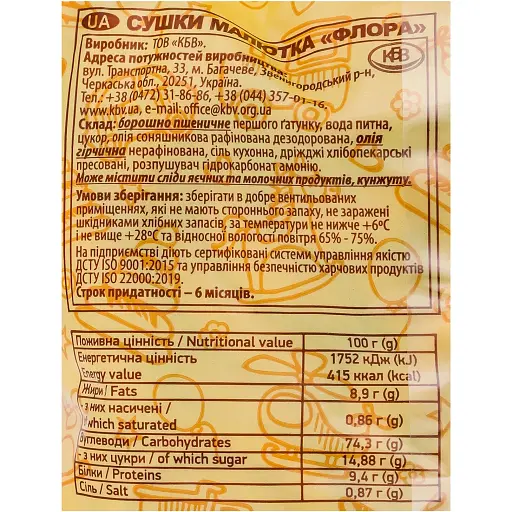 UA СУШКИ МАЛЮТКА «ФЛОРА»
Виробник: ТОВ «КБВ».
КБВ
Адреса потужностей виробництва:
вул. Транспортна, 33, м. Багачеве, Звенигородський р-н,
Черкаська обл., 20251, Україна.
Тел.: +38 (0472) 31-86-86, +38 (044) 357-01-16,
www.kbv.ua, e-mail: office@kbv.org.ua
Склад: борошно пшеничне першого ґатунку, вода питна,
цукор, олія соняшникова рафінована дезодорована, олія
гірчична нерафінована, сіль кухонна, дріжджі хлібопекарські
пресовані, розпушувач гідрокарбонат амонію.
Може містити сліди яєчних та молочних продуктів, кунжуту.
Умови зберігання: зберігати в добре вентильованих
приміщеннях, які не мають стороннього запаху, не заражені
шкідниками хлібних запасів, за температури не нижче +6°С
і не вище +28°С та відносної вологості повітря 65% - 75%.
На підприємстві діють сертифіковані системи управління якістю
ДСТУ ISO 9001:2015 та управління безпечністю харчових продуктів
ДСТУ ISO 22000:2019.
Строк придатності – 6 місяців.
Поживна цінність / Nutritional value 100 г (g)
Енергетична цінність 1752 кДж (kJ)
Energy value 415 ккал (kcal)
Жири / Fats 8,9 г (g)
- з них насичені /
of which saturated 0,86 г (g)
Вуглеводи / Carbohydrates 74,3 г (g)
- з них цукри / of which sugar 14,88 г (g)
Білки / Proteins 9,4 г (g)
Сіль / Salt 0,87 г (g)